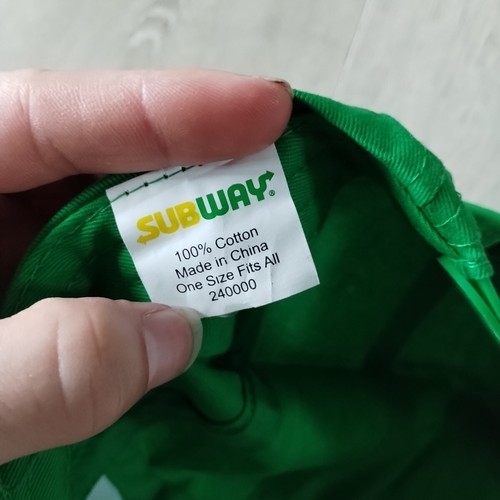 SUBWAY®
100% Cotton
Made in China
One Size Fits All
240000